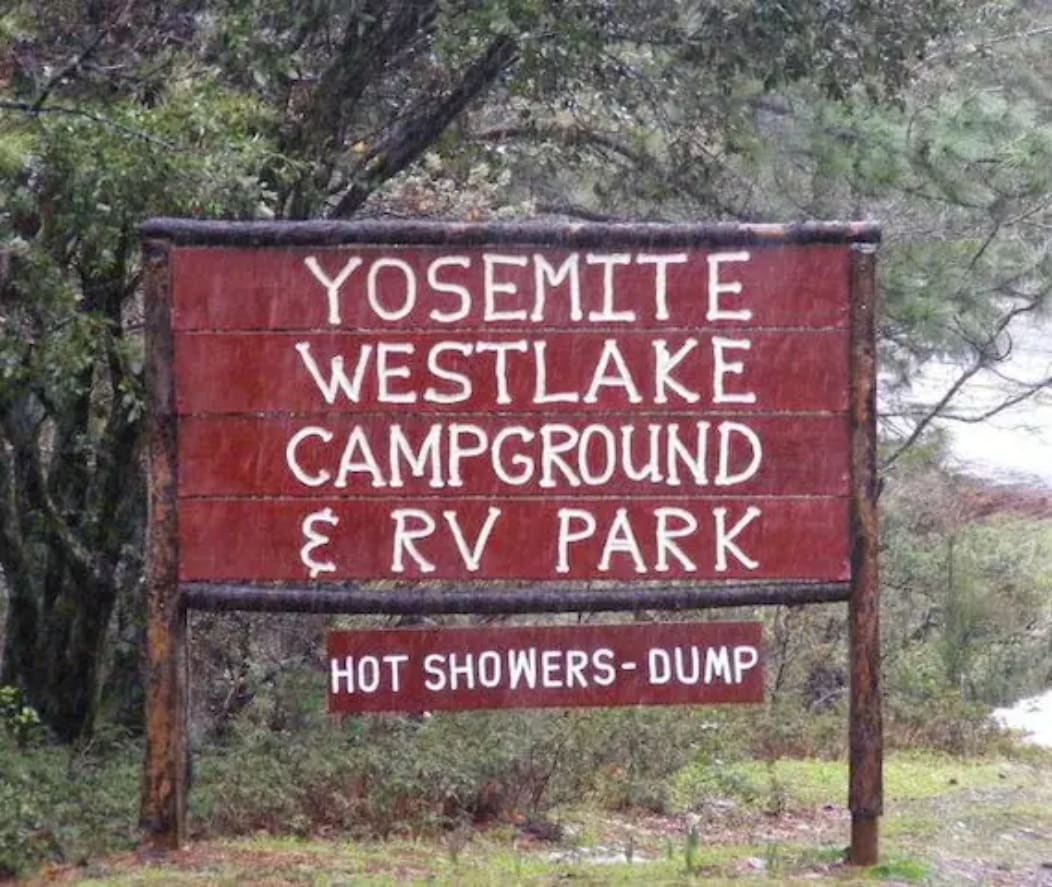 YOSEMITE
WESTLAKE
CAMPGROUND
& RV PARK
HOT SHOWERS - DUMP